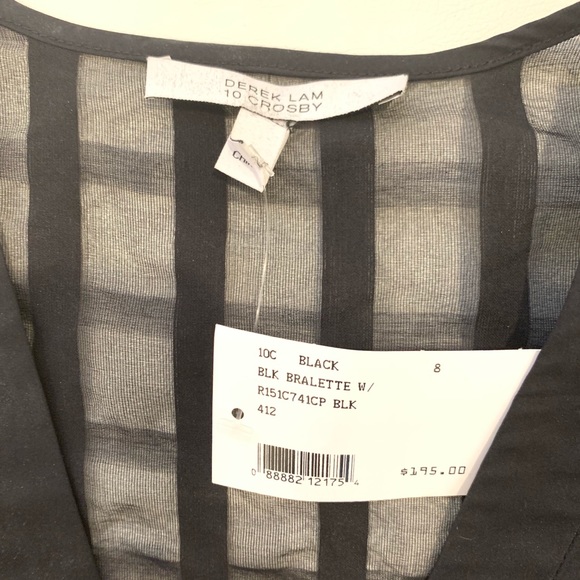 DEREK LAM
10 CROSBY
10C BLACK 8
BLK BRALETTE W/
R151C741CP BLK
412
0 88882 12175 4
$195.00